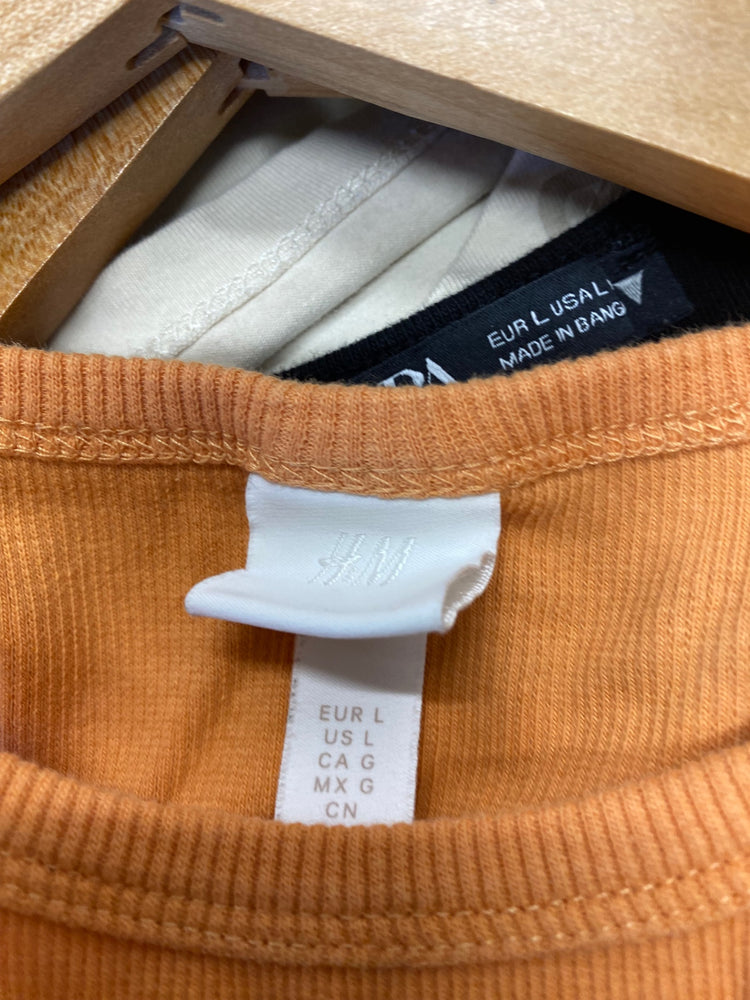 EUR L USA L
MADE IN BANG
H&M
EUR L
US L
CA G
MX G
CN